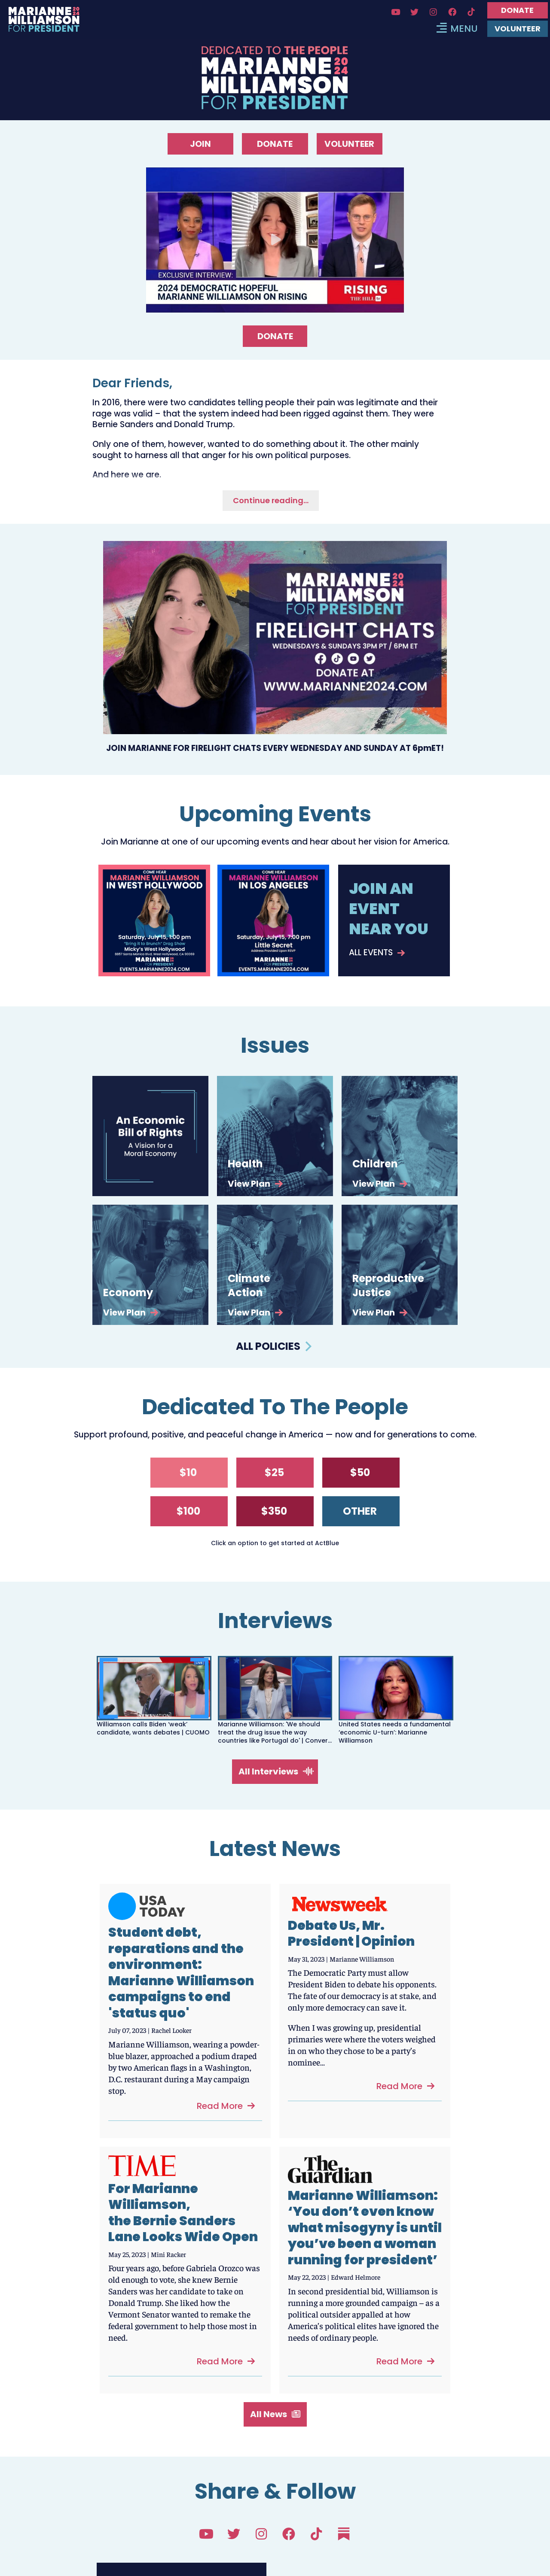 MARIANNE 20
WILLIAMSON 24
FOR PRESIDENT
DONATE
MENU
VOLUNTEER
DEDICATED TO THE PEOPLE
MARIANNE 20
WILLIAMSON 24
FOR PRESIDENT
JOIN
DONATE
VOLUNTEER
EXCLUSIVE INTERVIEW:
2024 DEMOCRATIC HOPEFUL
MARIANNE WILLIAMSON ON RISING
RISING
THE HILL
DONATE
Dear Friends,
In 2016, there were two candidates telling people their pain was legitimate and their
rage was valid – that the system indeed had been rigged against them. They were
Bernie Sanders and Donald Trump.
Only one of them, however, wanted to do something about it. The other mainly
sought to harness all that anger for his own political purposes.
And here we are.
Continue reading...
MARIANNE 20
WILLIAMSON 24
FOR PRESIDENT
FIRELIGHT CHATS
WEDNESDAYS & SUNDAYS 3PM PT / 6PM ET
DONATE AT
WWW.MARIANNE2024.COM
JOIN MARIANNE FOR FIRELIGHT CHATS EVERY WEDNESDAY AND SUNDAY AT 6pmET!
Upcoming Events
Join Marianne at one of our upcoming events and hear about her vision for America.
COME HEAR
MARIANNE WILLIAMSON
IN WEST HOLLYWOOD
Saturday, July 15, 1:00 pm
"Bring It to Brunch" Drag Show
Micky's West Hollywood
MARIANNE
WILLIAMSON
FOR PRESIDENT
EVENTS.MARIANNE2024.COM
COME HEAR
MARIANNE WILLIAMSON
IN LOS ANGELES
Saturday, July 15, 7:00 pm
Little Secret
Address Provided Upon RSVP
MARIANNE
WILLIAMSON
FOR PRESIDENT
EVENTS.MARIANNE2024.COM
JOIN AN
EVENT
NEAR YOU
ALL EVENTS
Issues
An Economic
Bill of Rights
A Vision for a
Moral Economy
Health
View Plan
Children
View Plan
Economy
View Plan
Climate
Action
View Plan
Reproductive
Justice
View Plan
ALL POLICIES
Dedicated To The People
Support profound, positive, and peaceful change in America — now and for generations to come.
$10
$25
$50
$100
$350
OTHER
Click an option to get started at ActBlue
Interviews
Williamson calls Biden 'weak'
candidate, wants debates | CUOMO
Marianne Williamson: 'We should
treat the drug issue the way
countries like Portugal do' | Conver...
United States needs a fundamental
'economic U-turn': Marianne
Williamson
All Interviews
Latest News
USA
TODAY
Student debt,
reparations and the
environment:
Marianne Williamson
campaigns to end
'status quo'
July 07, 2023 | Rachel Looker
Marianne Williamson, wearing a powder-
blue blazer, approached a podium draped
by two American flags in a Washington,
D.C. restaurant during a May campaign
stop.
Read More
Newsweek
Debate Us, Mr.
President | Opinion
May 31, 2023 | Marianne Williamson
The Democratic Party must allow
President Biden to debate his opponents.
The fate of our democracy is at stake, and
only more democracy can save it.
When I was growing up, presidential
primaries were where the voters weighed
in on who they chose to be a party's
nominee...
Read More
TIME
For Marianne
Williamson,
the Bernie Sanders
Lane Looks Wide Open
May 25, 2023 | Mini Racker
Four years ago, before Gabriela Orozco was
old enough to vote, she knew Bernie
Sanders was her candidate to take on
Donald Trump. She liked how the
Vermont Senator wanted to remake the
federal government to help those most in
need.
Read More
The
Guardian
Marianne Williamson:
‘You don’t even know
what misogyny is until
you’ve been a woman
running for president’
May 22, 2023 | Edward Helmore
In second presidential bid, Williamson is
running a more grounded campaign – as a
political outsider appalled at how
America’s political elites have ignored the
needs of ordinary people.
Read More
All News
Share & Follow